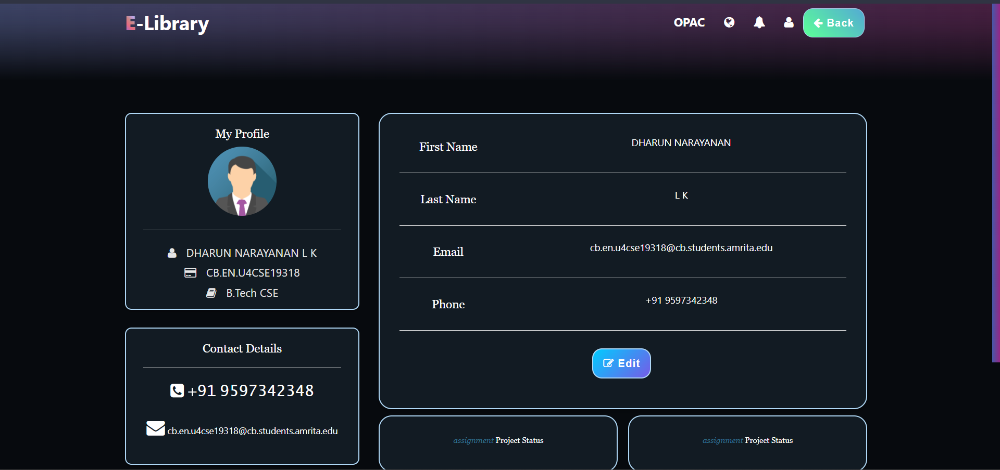 E-Library
OPAC
Back
My Profile
DHARUN NARAYANAN L K
CB.EN.U4CSE19318
B.Tech CSE
Contact Details
+91 9597342348
cb.en.u4cse19318@cb.students.amrita.edu
First Name DHARUN NARAYANAN
Last Name L K
Email cb.en.u4cse19318@cb.students.amrita.edu
Phone +91 9597342348
Edit
assignment Project Status
assignment Project Status